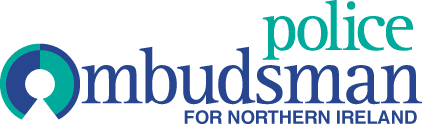 police
Ombudsman
FOR NORTHERN IRELAND